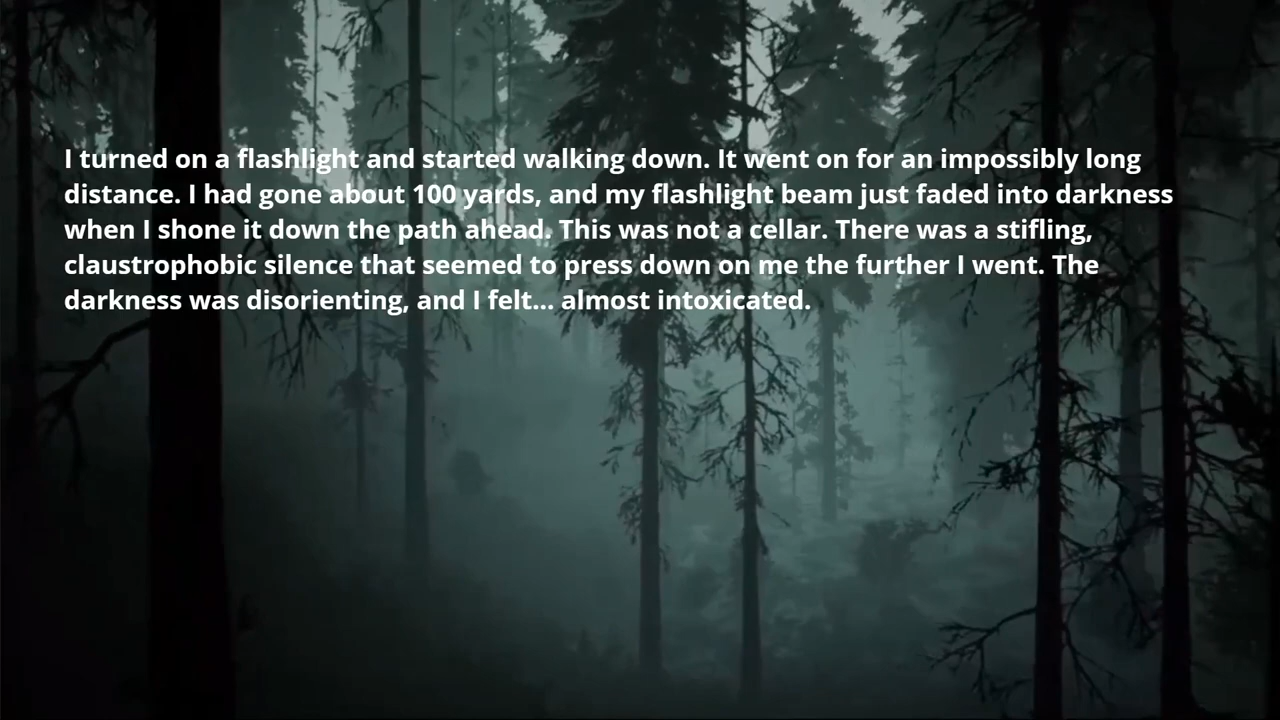 I turned on a flashlight and started walking down. It went on for an impossibly long
distance. I had gone about 100 yards, and my flashlight beam just faded into darkness
when I shone it down the path ahead. This was not a cellar. There was a stifling,
claustrophobic silence that seemed to press down on me the further I went. The
darkness was disorienting, and I felt... almost intoxicated.